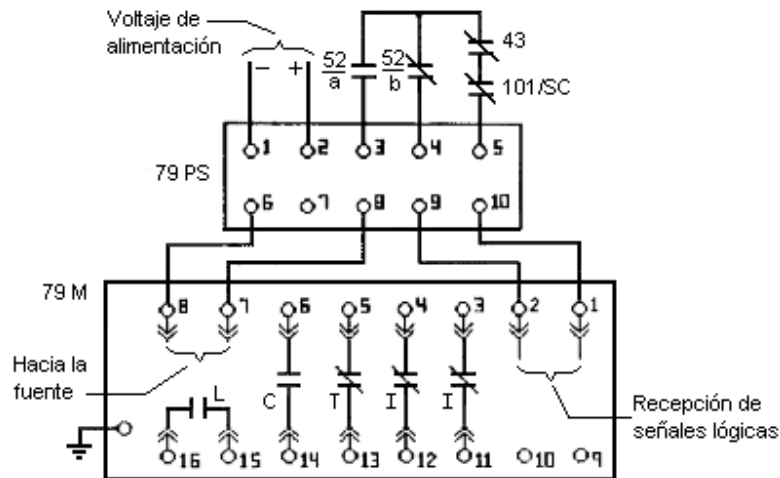 Voltaje de
alimentación
− +
52
a
52
b
43
101/SC
79 PS
1 2 3 4 5
6 7 8 9 10
79 M
8 7 6 5 4 3 2 1
Hacia la
fuente
L C T I I
Recepción de
señales lógicas
16 15 14 13 12 11 10 9